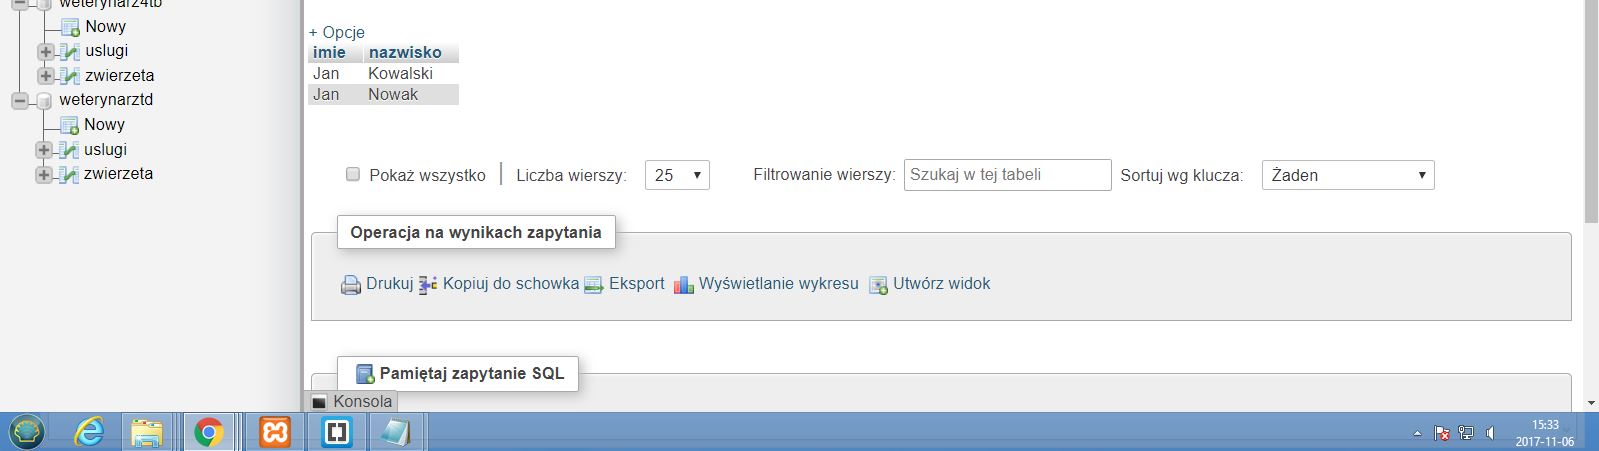 weterynarz4tb
Nowy
uslugi
zwierzeta
weterynarztd
Nowy
uslugi
zwierzeta
+ Opcje
imie nazwisko
Jan Kowalski
Jan Nowak
Pokaż wszystko | Liczba wierszy: 25 Filtrowanie wierszy: Szukaj w tej tabeli Sortuj wg klucza: Żaden
Operacja na wynikach zapytania
Drukuj Kopiuj do schowka Eksport Wyświetlanie wykresu Utwórz widok
Pamiętaj zapytanie SQL
Konsola
15:33
2017-11-06